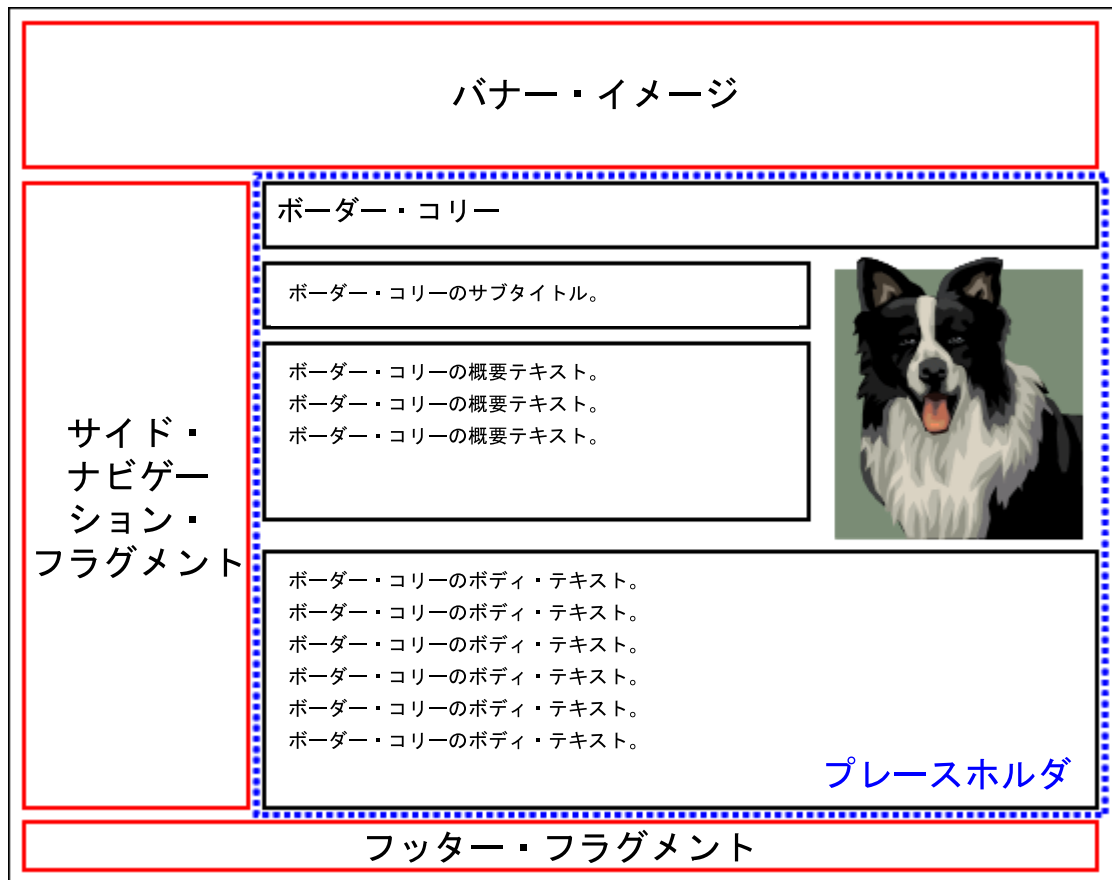 バナー・イメージ
サイド・
ナビゲー
ション・
フラグメント
ボーダー・コリー
ボーダー・コリーのサブタイトル。
ボーダー・コリーの概要テキスト。
ボーダー・コリーの概要テキスト。
ボーダー・コリーの概要テキスト。
ボーダー・コリーのボディ・テキスト。
ボーダー・コリーのボディ・テキスト。
ボーダー・コリーのボディ・テキスト。
ボーダー・コリーのボディ・テキスト。
ボーダー・コリーのボディ・テキスト。
ボーダー・コリーのボディ・テキスト。
プレースホルダ
フッター・フラグメント